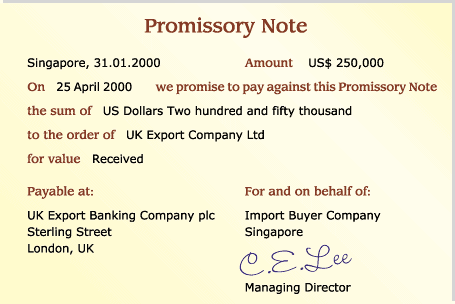 Promissory Note
Singapore, 31.01.2000 Amount US$ 250,000
On 25 April 2000 we promise to pay against this Promissory Note
the sum of US Dollars Two hundred and fifty thousand
to the order of UK Export Company Ltd
for value Received
Payable at: For and on behalf of:
UK Export Banking Company plc Import Buyer Company
Sterling Street Singapore
London, UK
C.E.Lee
Managing Director